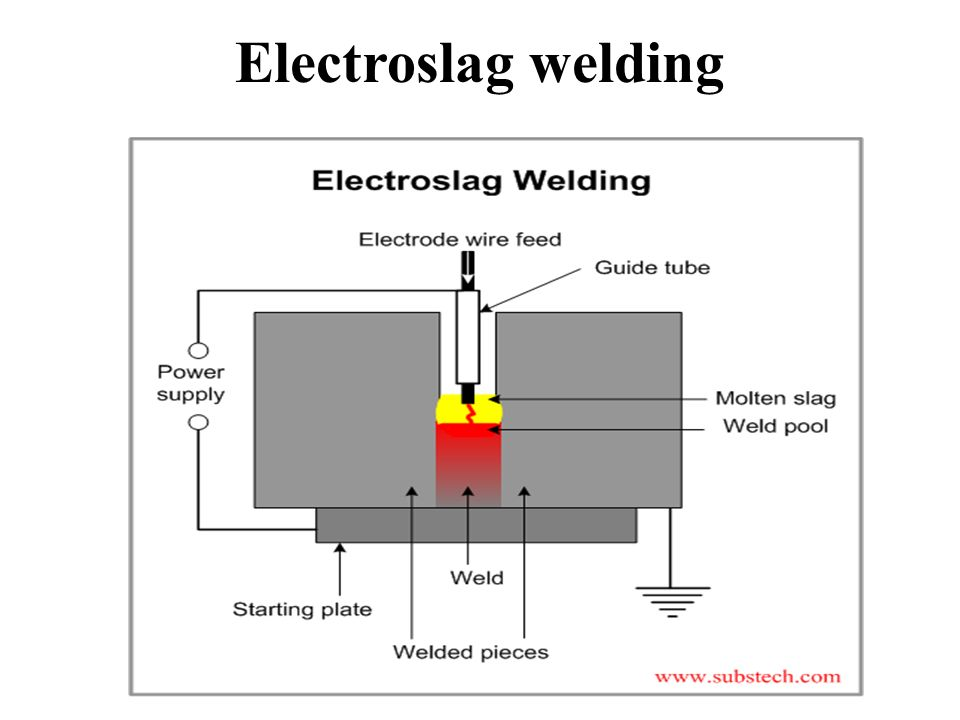 Electroslag welding
Electroslag Welding
Electrode wire feed
Guide tube
Power
supply
Molten slag
Weld pool
Weld
Starting plate
Welded pieces
www.substech.com